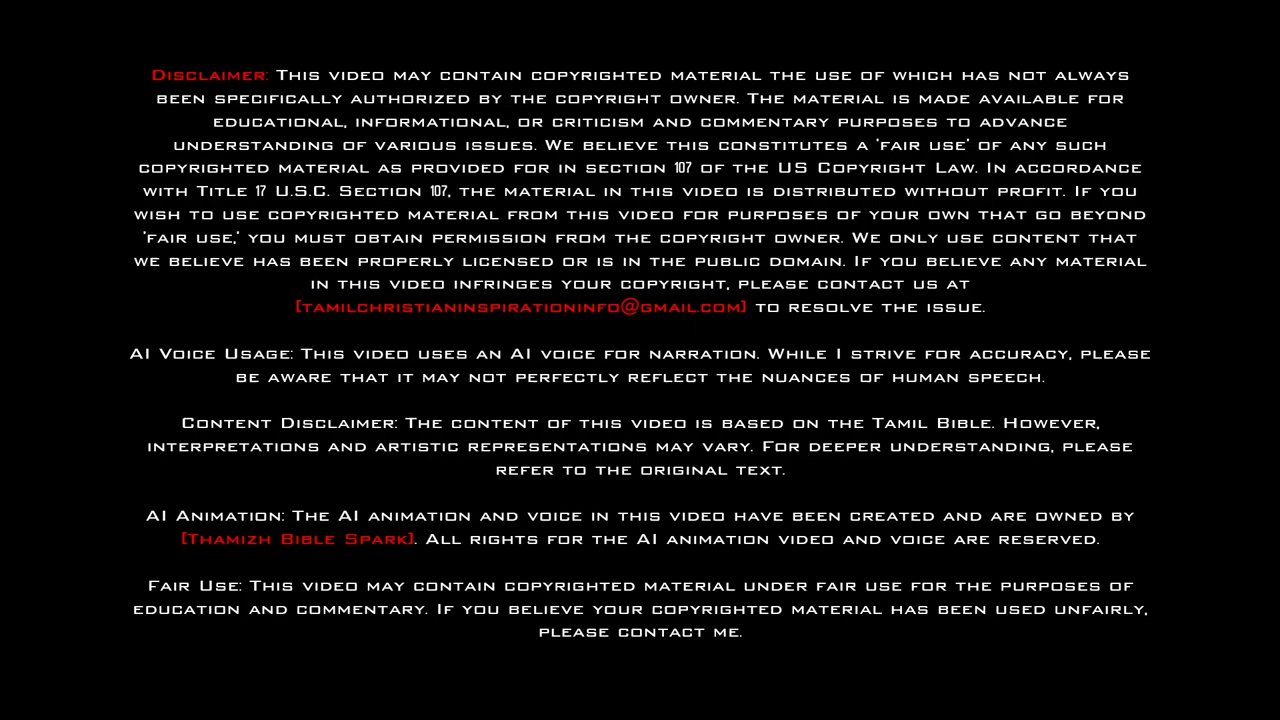 Disclaimer: This video may contain copyrighted material the use of which has not always
been specifically authorized by the copyright owner. The material is made available for
educational, informational, or criticism and commentary purposes to advance
understanding of various issues. We believe this constitutes a 'fair use' of any such
copyrighted material as provided for in section 107 of the US Copyright Law. In accordance
with Title 17 U.S.C. Section 107, the material in this video is distributed without profit. If you
wish to use copyrighted material from this video for purposes of your own that go beyond
'fair use,' you must obtain permission from the copyright owner. We only use content that
we believe has been properly licensed or is in the public domain. If you believe any material
in this video infringes your copyright, please contact us at
[tamilchristianinspirationinfo@gmail.com] to resolve the issue.
AI Voice Usage: This video uses an AI voice for narration. While I strive for accuracy, please
be aware that it may not perfectly reflect the nuances of human speech.
Content Disclaimer: The content of this video is based on the Tamil Bible. However,
interpretations and artistic representations may vary. For deeper understanding, please
refer to the original text.
AI Animation: The AI animation and voice in this video have been created and are owned by
[Thamizh Bible Spark]. All rights for the AI animation video and voice are reserved.
Fair Use: This video may contain copyrighted material under fair use for the purposes of
education and commentary. If you believe your copyrighted material has been used unfairly,
please contact me.